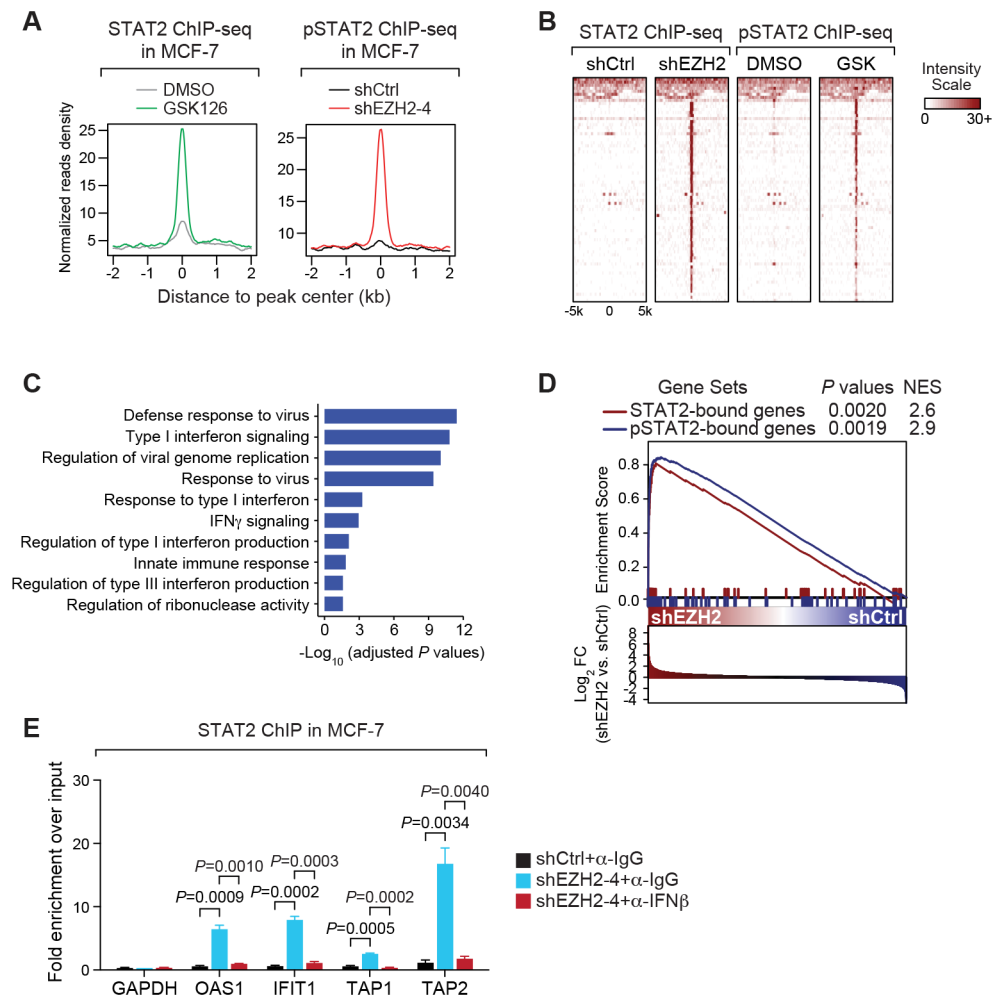 A
STAT2 ChIP-seq
in MCF-7
DMSO
GSK126
pSTAT2 ChIP-seq
in MCF-7
shCtrl
shEZH2-4
Normalized reads density
25
20
15
10
5
-2 -1 0 1 2
25
20
15
10
-2 -1 0 1 2
Distance to peak center (kb)
B
STAT2 ChIP-seq pSTAT2 ChIP-seq
shCtrl shEZH2 DMSO GSK
Intensity
Scale
0 30+
-5k 0 5k
C
Defense response to virus
Type I interferon signaling
Regulation of viral genome replication
Response to virus
Response to type I interferon
IFNγ signaling
Regulation of type I interferon production
Innate immune response
Regulation of type III interferon production
Regulation of ribonuclease activity
0 3 6 9 12
-Log10 (adjusted P values)
D
Gene Sets P values NES
STAT2-bound genes 0.0020 2.6
pSTAT2-bound genes 0.0019 2.9
Enrichment Score
0.8
0.6
0.4
0.2
0.0
shEZH2 shCtrl
Log2FC
(shEZH2 vs. shCtrl)
8
6
4
2
0
-2
-4
E
STAT2 ChIP in MCF-7
Fold enrichment over input
30
20
10
0
P=0.0009
P=0.0010
P=0.0002
P=0.0003
P=0.0005
P=0.0002
P=0.0034
P=0.0040
GAPDH OAS1 IFIT1 TAP1 TAP2
shCtrl+α-IgG
shEZH2-4+α-IgG
shEZH2-4+α-IFNβ